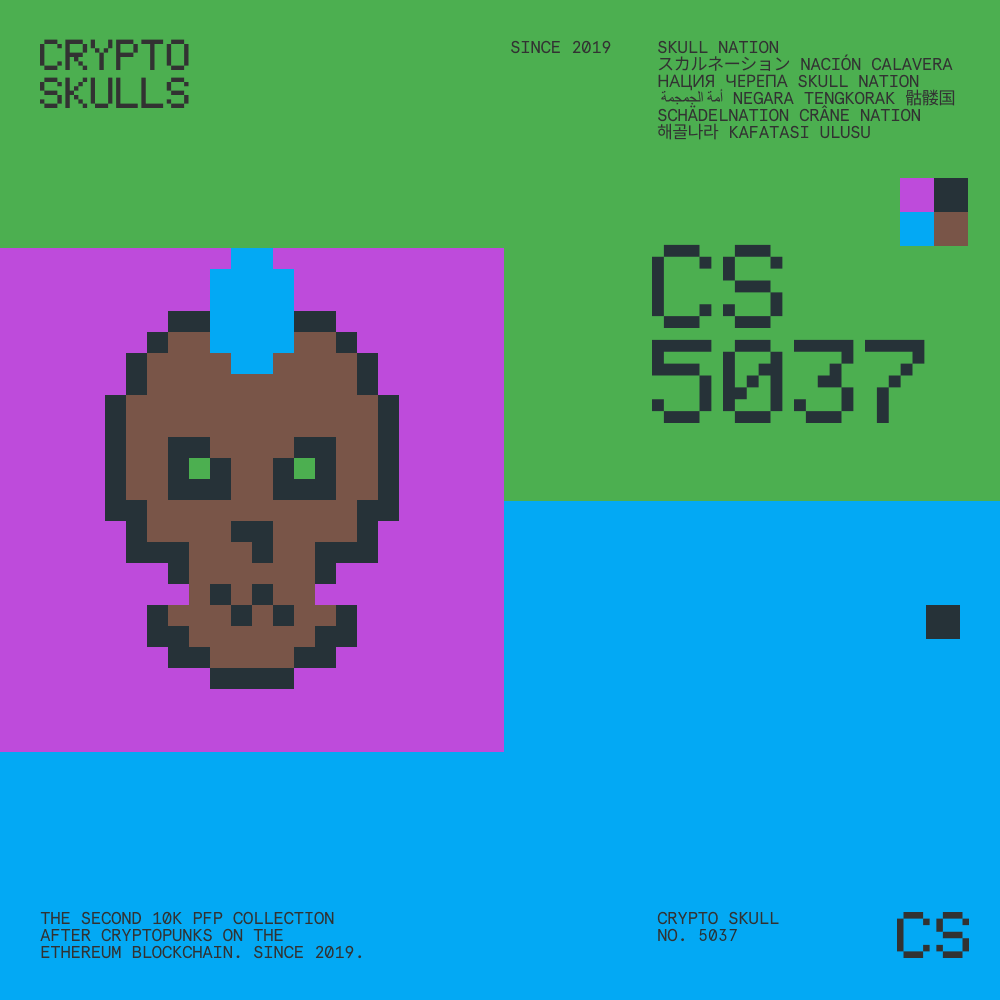 CRYPTO
SKULLS
SINCE 2019
SKULL NATION
スカルネーション NACIÓN CALAVERA
НАЦИЯ ЧЕРЕПА SKULL NATION
أمة الجمجمة NEGARA TENGKORAK 骷髅国
SCHÄDELNATION CRÂNE NATION
해골나라 KAFATASI ULUSU
CS
5037
THE SECOND 10K PFP COLLECTION
AFTER CRYPTOPUNKS ON THE
ETHEREUM BLOCKCHAIN. SINCE 2019.
CRYPTO SKULL
NO. 5037
CS